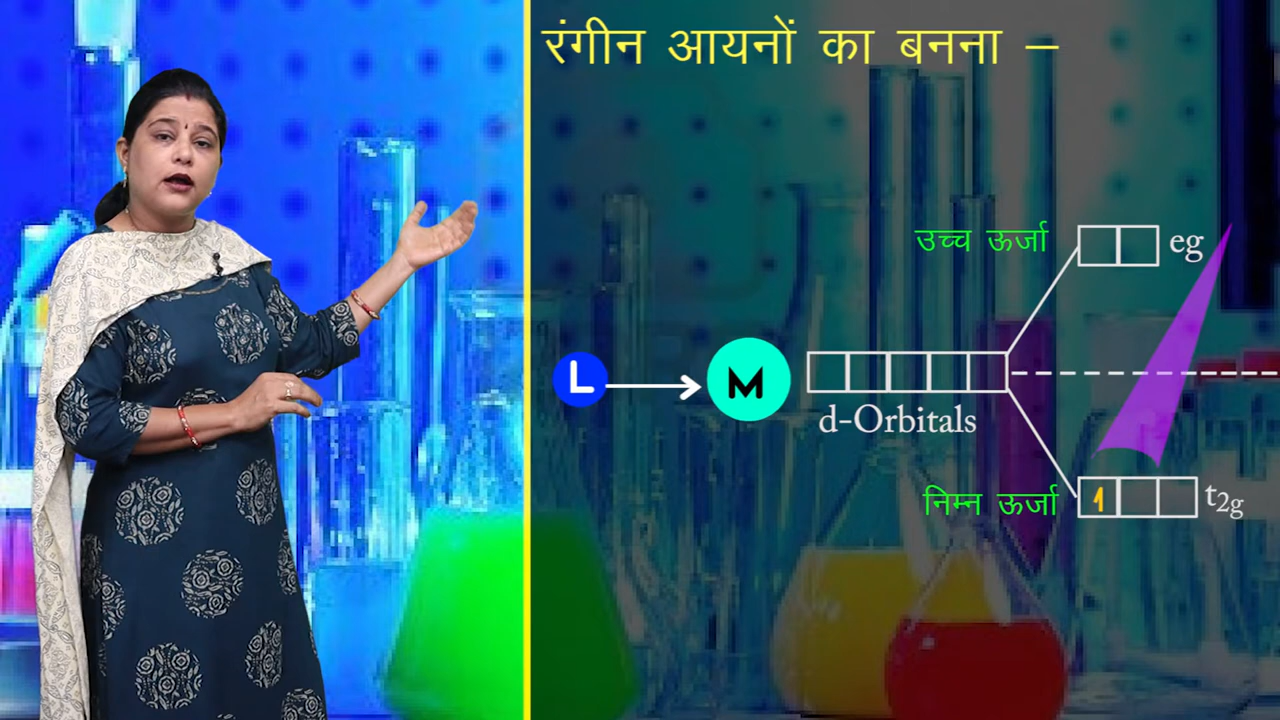 रंगीन आयनों का बनना –
उच्च ऊर्जा
eg
L
M
d-Orbitals
निम्न ऊर्जा
1
t2g